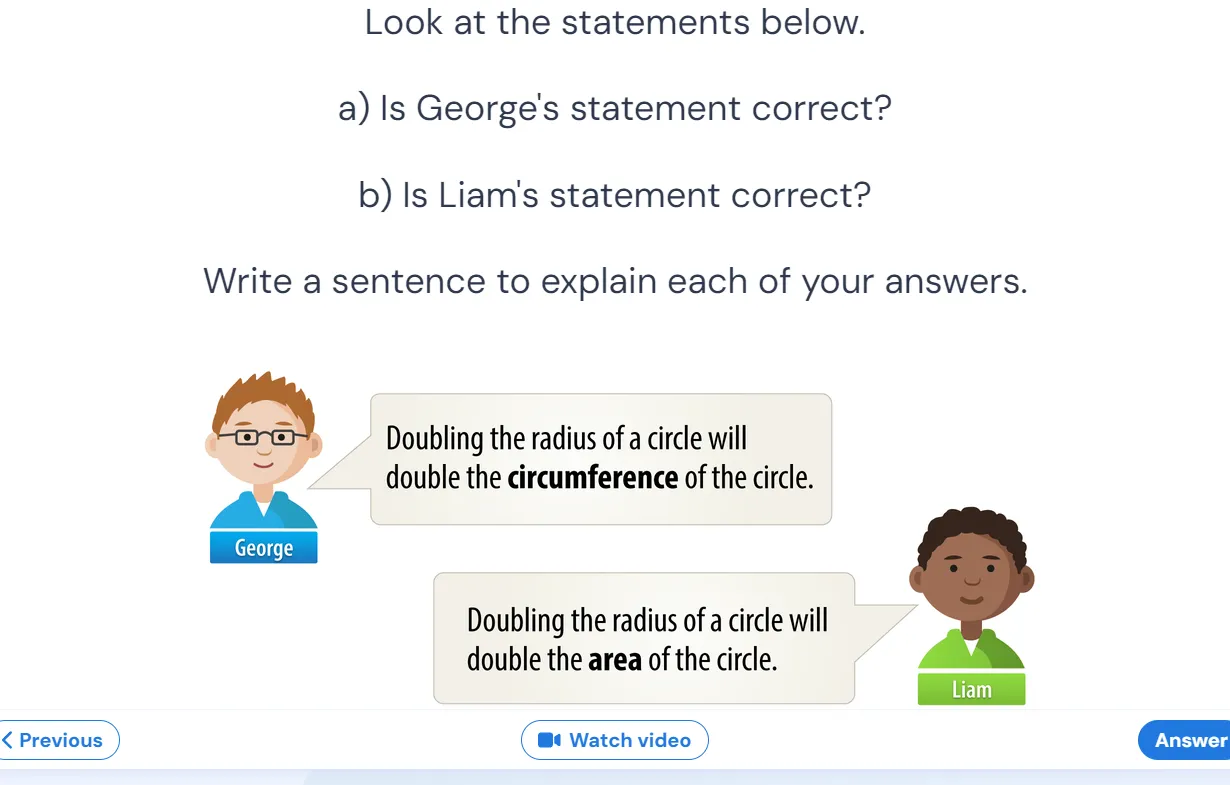 Look at the statements below.
a) Is George's statement correct?
b) Is Liam's statement correct?
Write a sentence to explain each of your answers.
Doubling the radius of a circle will
double the circumference of the circle.
George
Doubling the radius of a circle will
double the area of the circle.
Liam
Previous
Watch video
Answer